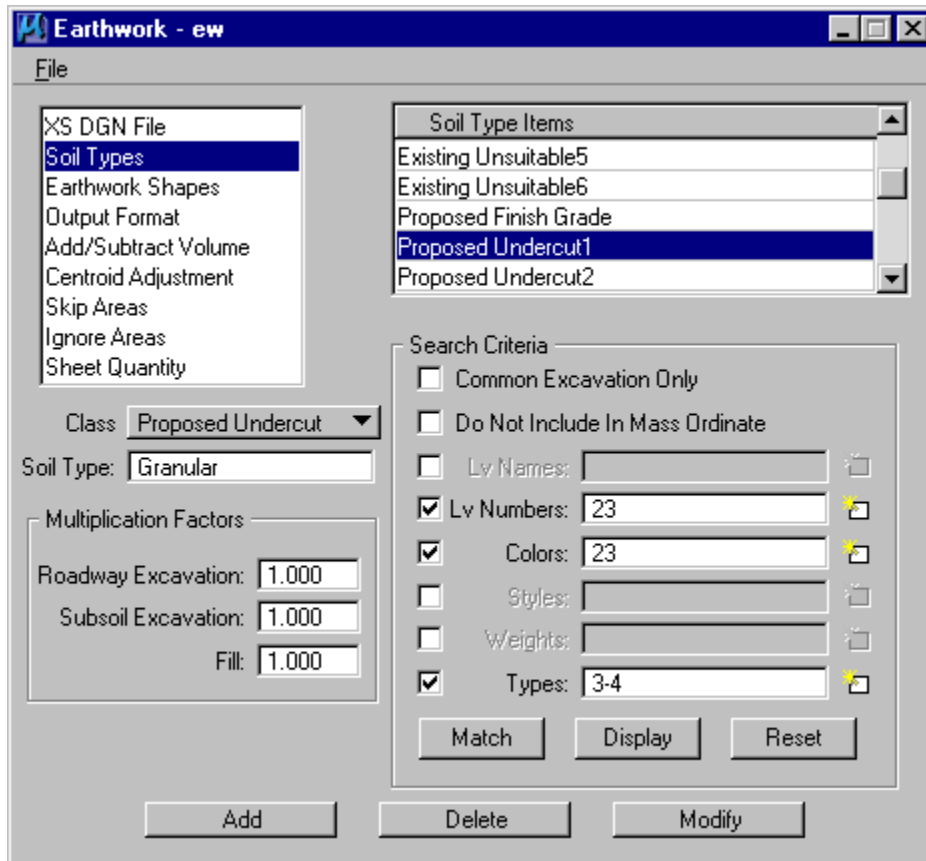 Earthwork - ew
File
XS DGN File
Soil Types
Earthwork Shapes
Output Format
Add/Subtract Volume
Centroid Adjustment
Skip Areas
Ignore Areas
Sheet Quantity
Soil Type Items
Existing Unsuitable5
Existing Unsuitable6
Proposed Finish Grade
Proposed Undercut1
Proposed Undercut2
Class Proposed Undercut
Soil Type: Granular
Multiplication Factors
Roadway Excavation: 1.000
Subsoil Excavation: 1.000
Fill: 1.000
Search Criteria
Common Excavation Only
Do Not Include In Mass Ordinate
Lv Names:
Lv Numbers: 23
Colors: 23
Styles:
Weights:
Types: 3-4
Match Display Reset
Add Delete Modify